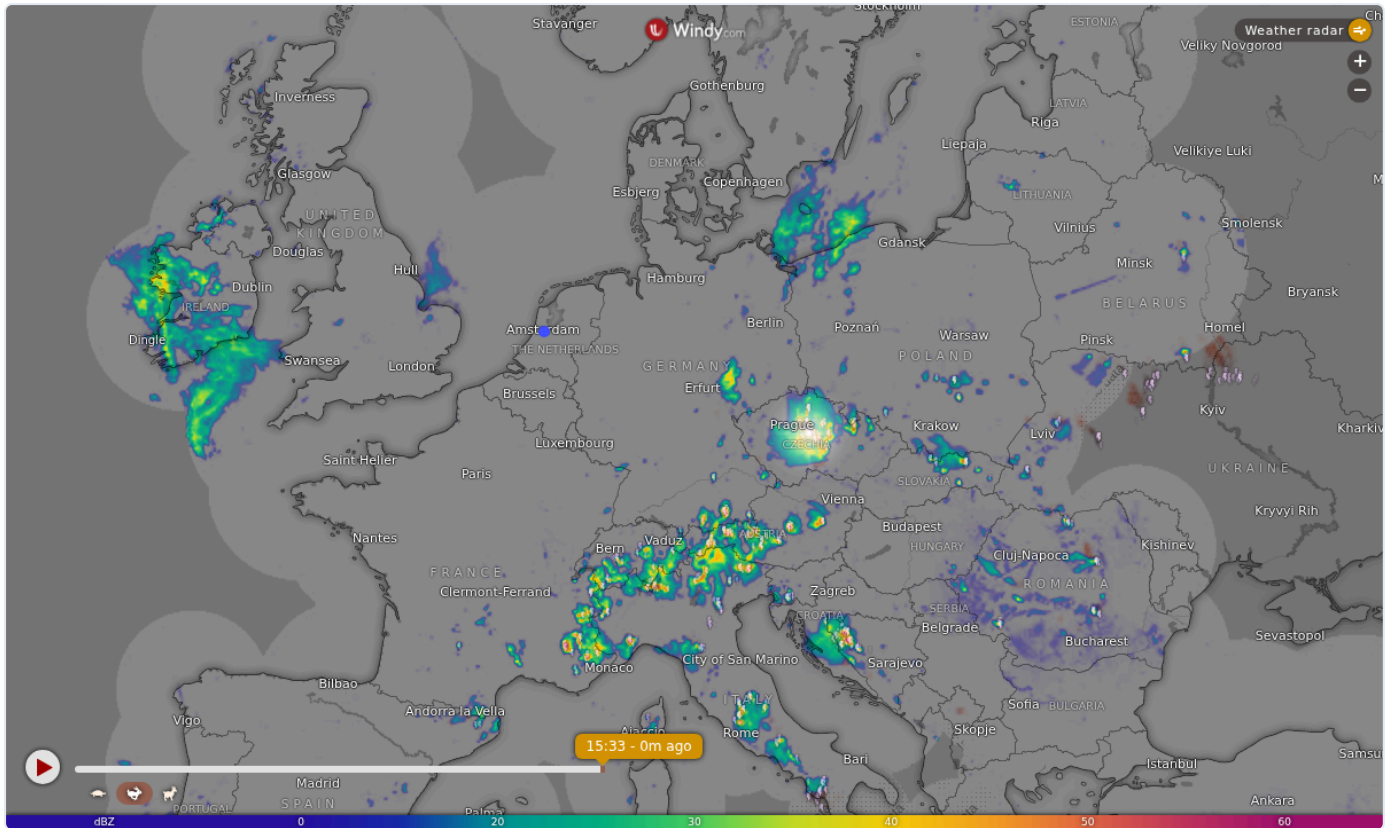 Stavanger
Stockholm
Windy.com
ESTONIA
Weather radar
Veliky Novgorod
Inverness
Gothenburg
LATVIA
Riga
Liepaja
Velikiye Luki
Glasgow
DENMARK
Esbjerg
Copenhagen
LITHUANIA
UNITED
KINGDOM
Vilnius
Smolensk
Douglas
Gdansk
Hull
Hamburg
Minsk
Dublin
IRELAND
BELARUS
Bryansk
Amsterdam
Berlin
Poznań
Warsaw
Homel
Dingle
THE NETHERLANDS
Pinsk
Swansea
London
GERMANY
POLAND
Erfurt
Brussels
Kyiv
Prague
Krakow
Lviv
Kharkiv
Luxembourg
CZECHIA
Saint Helier
Paris
UKRAINE
SLOVAKIA
Vienna
Kryvyi Rih
Nantes
Bern
Vaduz
AUSTRIA
Budapest
HUNGARY
Kishinev
Cluj-Napoca
FRANCE
ROMANIA
Clermont-Ferrand
Zagreb
CROATIA
SERBIA
Belgrade
Bucharest
Sevastopol
Monaco
City of San Marino
Sarajevo
Bilbao
Andorra la Vella
ITALY
Sofia
BULGARIA
Vigo
Ajaccio
Rome
Skopje
15:33 - 0m ago
Bari
Istanbul
Samsu
Madrid
SPAIN
PORTUGAL
Palma
Ankara
dBZ 0 20 30 40 50 60